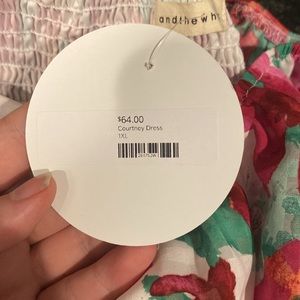 andthewh
$64.00
Courtney Dress
1XL